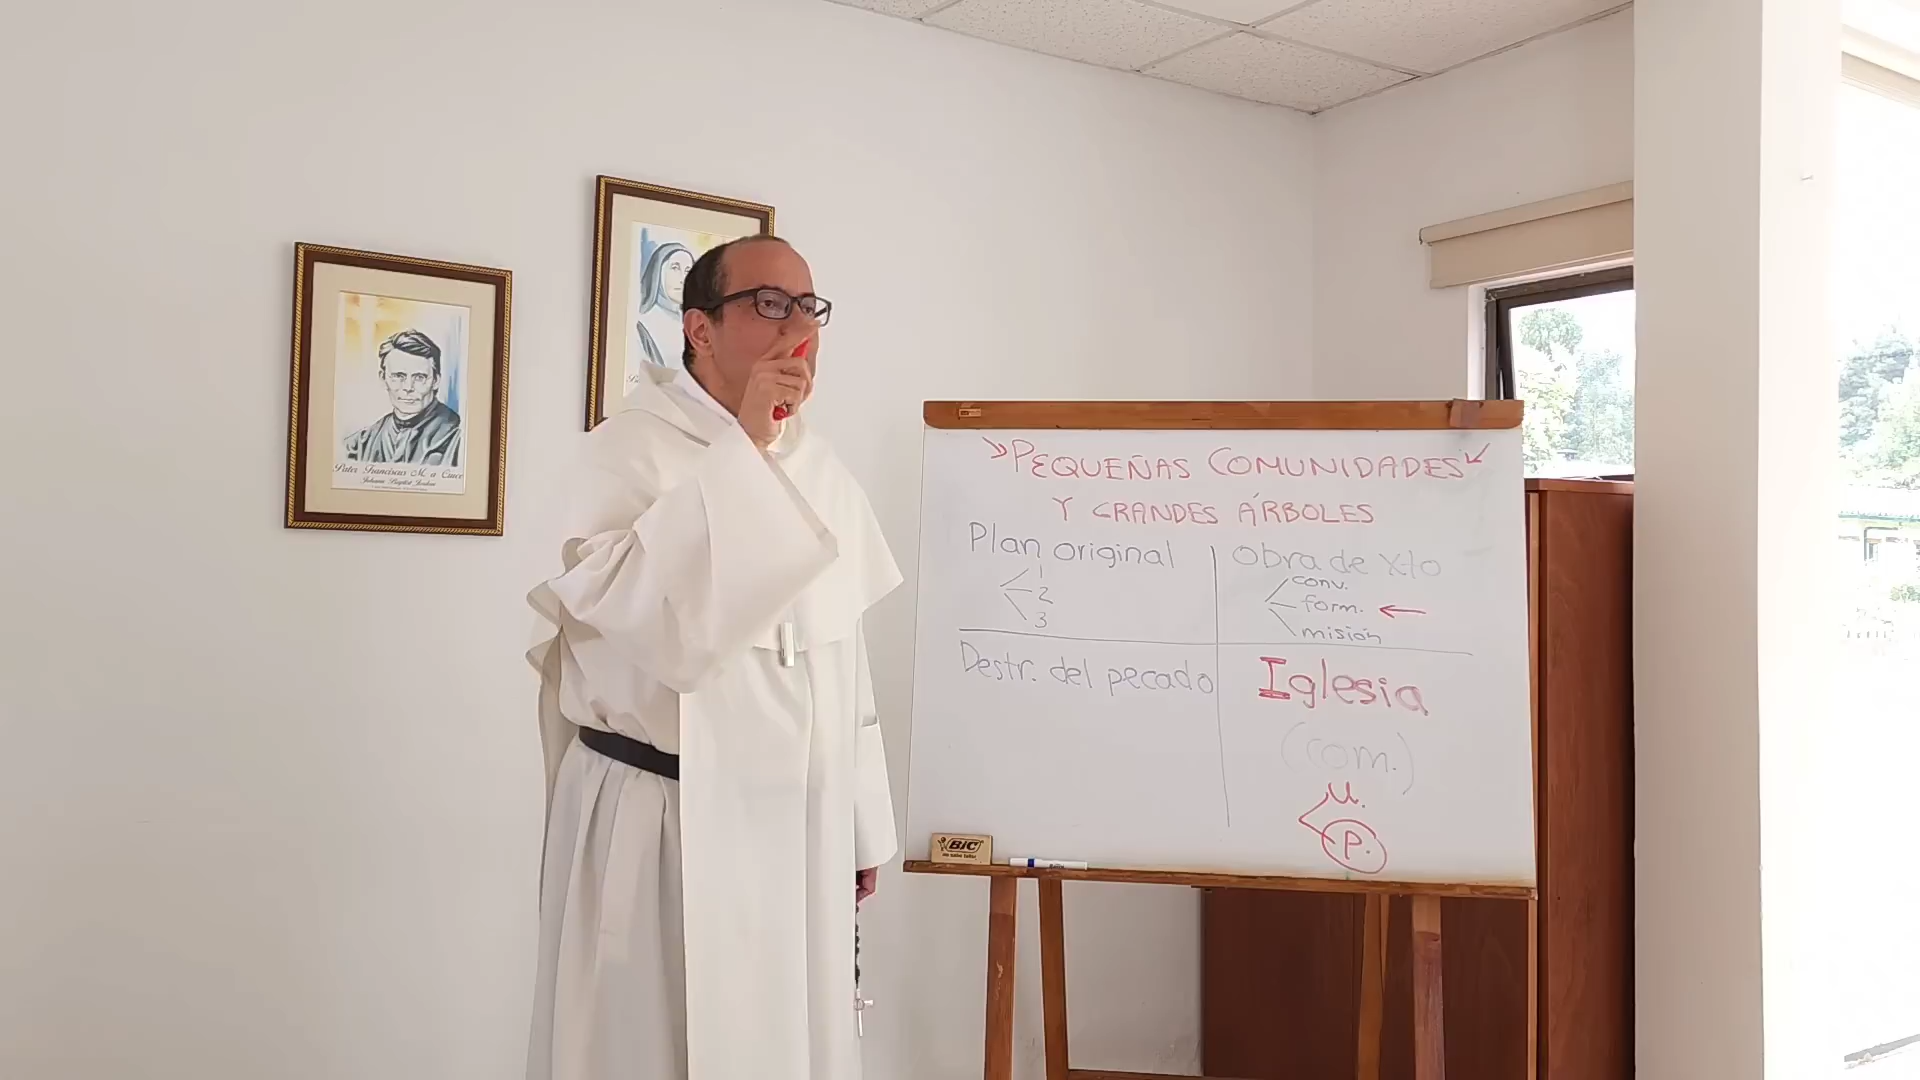 Pater Franciscus M. a Cruce
Johann Baptist Jordan
PEQUEÑAS COMUNIDADES
Y GRANDES ÁRBOLES
Plan original
1
2
3
Obra de Xto
conv.
form.
misión
Destr. del pecado
Iglesia
(com.)
U.
P.
BIC